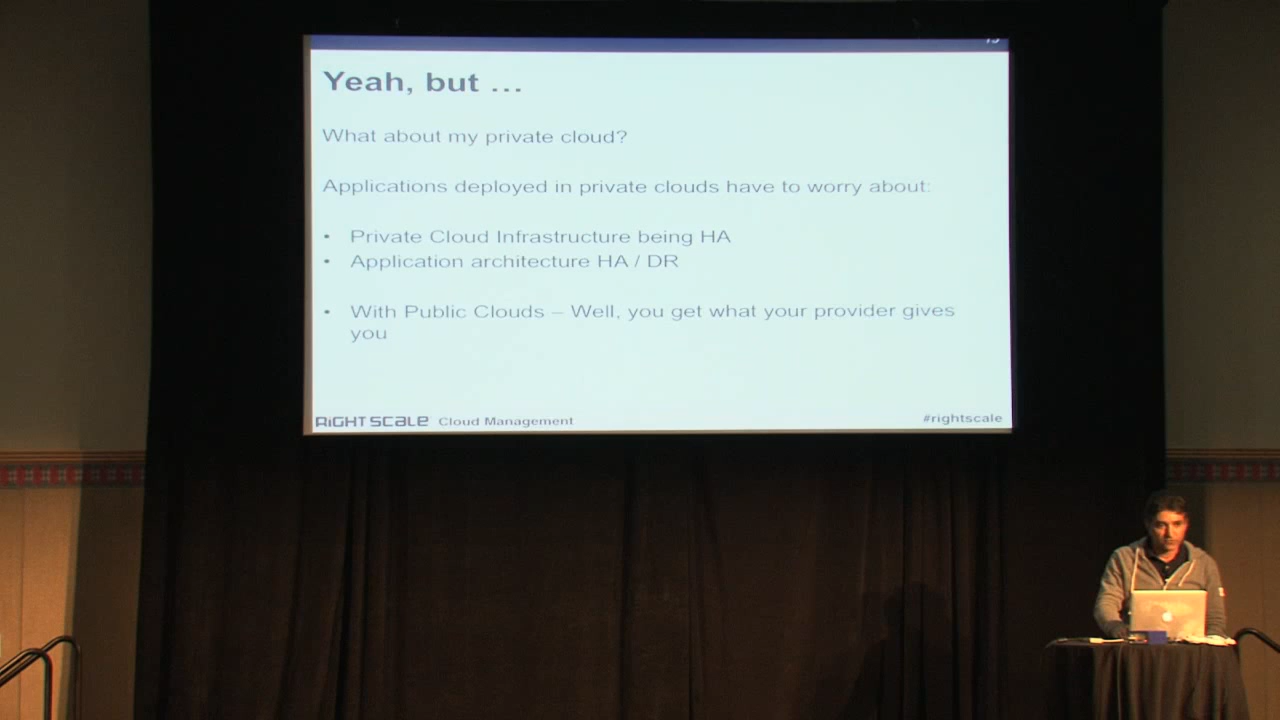 Yeah, but …
What about my private cloud?
Applications deployed in private clouds have to worry about:
• Private Cloud Infrastructure being HA
• Application architecture HA / DR
• With Public Clouds – Well, you get what your provider gives
you
RIGHTSCALE Cloud Management
#rightscale